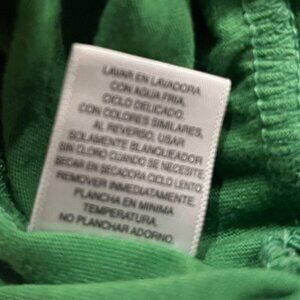 LAVAR EN LAVADORA
CON AGUA FRIA,
CICLO DELICADO,
CON COLORES SIMILARES,
AL REVERSO. USAR
SOLAMENTE BLANQUEADOR
SIN CLORO CUANDO SE NECESITE.
SECAR EN SECADORA CICLO LENTO.
REMOVER INMEDIATAMENTE.
PLANCHA EN MINIMA
TEMPERATURA.
NO PLANCHAR ADORNO.